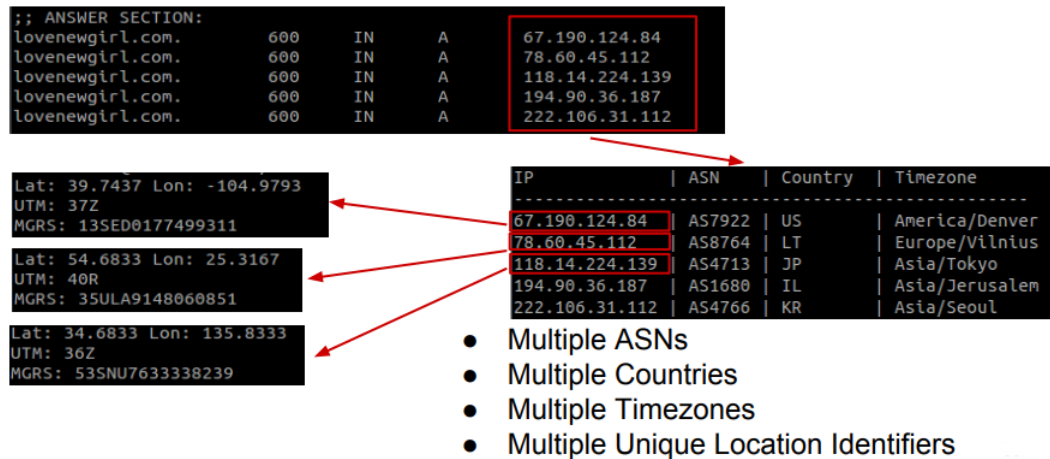 ;; ANSWER SECTION:
lovenewgirl.com. 600 IN A 67.190.124.84
lovenewgirl.com. 600 IN A 78.60.45.112
lovenewgirl.com. 600 IN A 118.14.224.139
lovenewgirl.com. 600 IN A 194.90.36.187
lovenewgirl.com. 600 IN A 222.106.31.112
Lat: 39.7437 Lon: -104.9793
UTM: 37Z
MGRS: 13SED0177499311
Lat: 54.6833 Lon: 25.3167
UTM: 40R
MGRS: 35ULA9148060851
Lat: 34.6833 Lon: 135.8333
UTM: 36Z
MGRS: 53SNU7633338239
IP | ASN | Country | Timezone
----------------------------------------------------
67.190.124.84 | AS7922 | US | America/Denver
78.60.45.112 | AS8764 | LT | Europe/Vilnius
118.14.224.139 | AS4713 | JP | Asia/Tokyo
194.90.36.187 | AS1680 | IL | Asia/Jerusalem
222.106.31.112 | AS4766 | KR | Asia/Seoul
● Multiple ASNs
● Multiple Countries
● Multiple Timezones
● Multiple Unique Location Identifiers